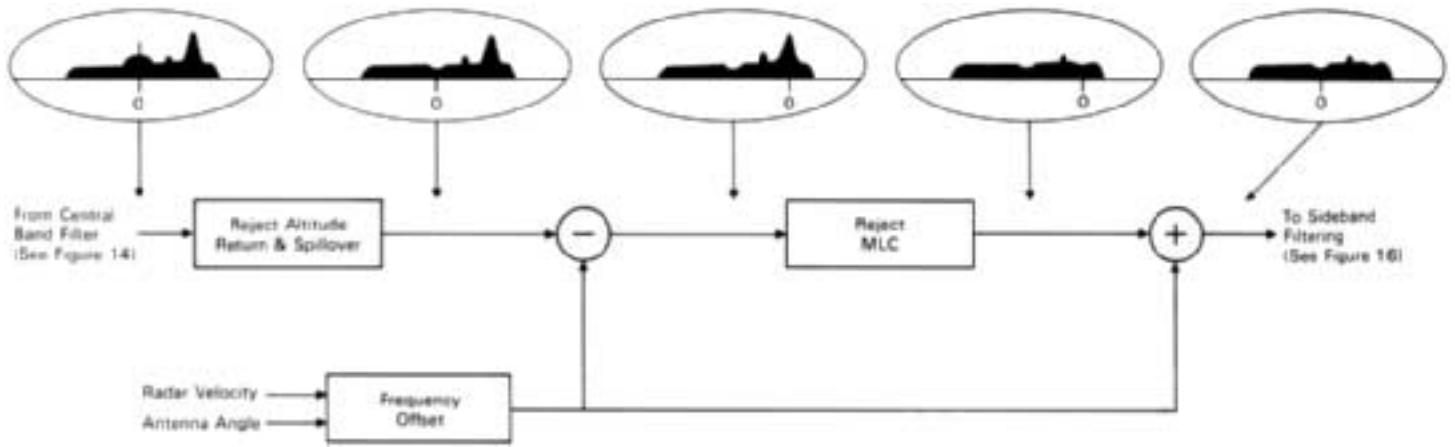 0
0
0
0
0
From Central
Band Filter
(See Figure 14)
Reject Altitude
Return & Spillover
−
Reject
MLC
+
To Sideband
Filtering
(See Figure 16)
Radar Velocity
Antenna Angle
Frequency
Offset